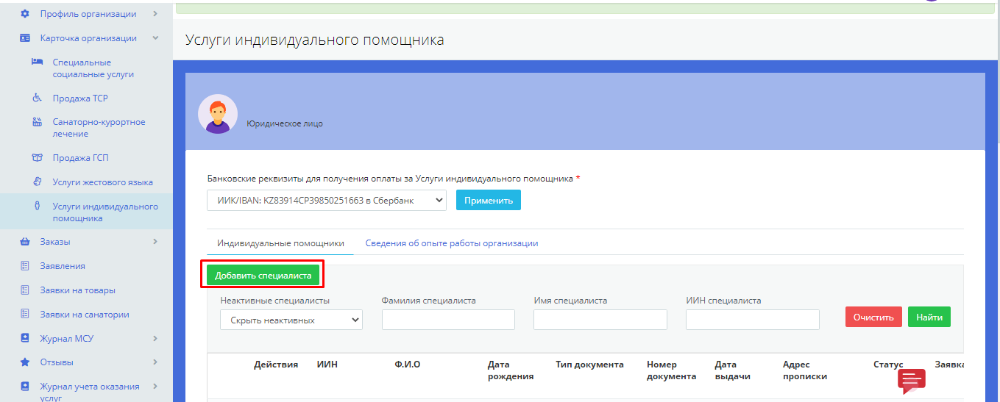 Профиль организации
Карточка организации
Специальные
социальные услуги
Продажа ТСР
Санаторно-курортное
лечение
Продажа ГСП
Услуги жестового языка
Услуги индивидуального
помощника
Заказы
Заявления
Заявки на товары
Заявки на санатории
Журнал МСУ
Отзывы
Журнал учета оказания
услуг
Услуги индивидуального помощника
Юридическое лицо
Банковские реквизиты для получения оплаты за Услуги индивидуального помощника *
ИИК/IBAN: KZ83914CP39850251663 в Сбербанк
Применить
Индивидуальные помощники
Сведения об опыте работы организации
Добавить специалиста
Неактивные специалисты
Фамилия специалиста
Имя специалиста
ИИН специалиста
Скрыть неактивных
Очистить
Найти
Действия
ИИН
Ф.И.О
Дата
рождения
Тип документа
Номер
документа
Дата
выдачи
Адрес
прописки
Статус
Заявка